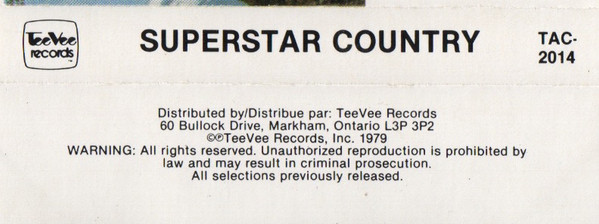 TeeVee
records
SUPERSTAR COUNTRY
TAC-
2014
Distributed by/Distribue par: TeeVee Records
60 Bullock Drive, Markham, Ontario L3P 3P2
©℗TeeVee Records, Inc. 1979
WARNING: All rights reserved. Unauthorized reproduction is prohibited by
law and may result in criminal prosecution.
All selections previously released.